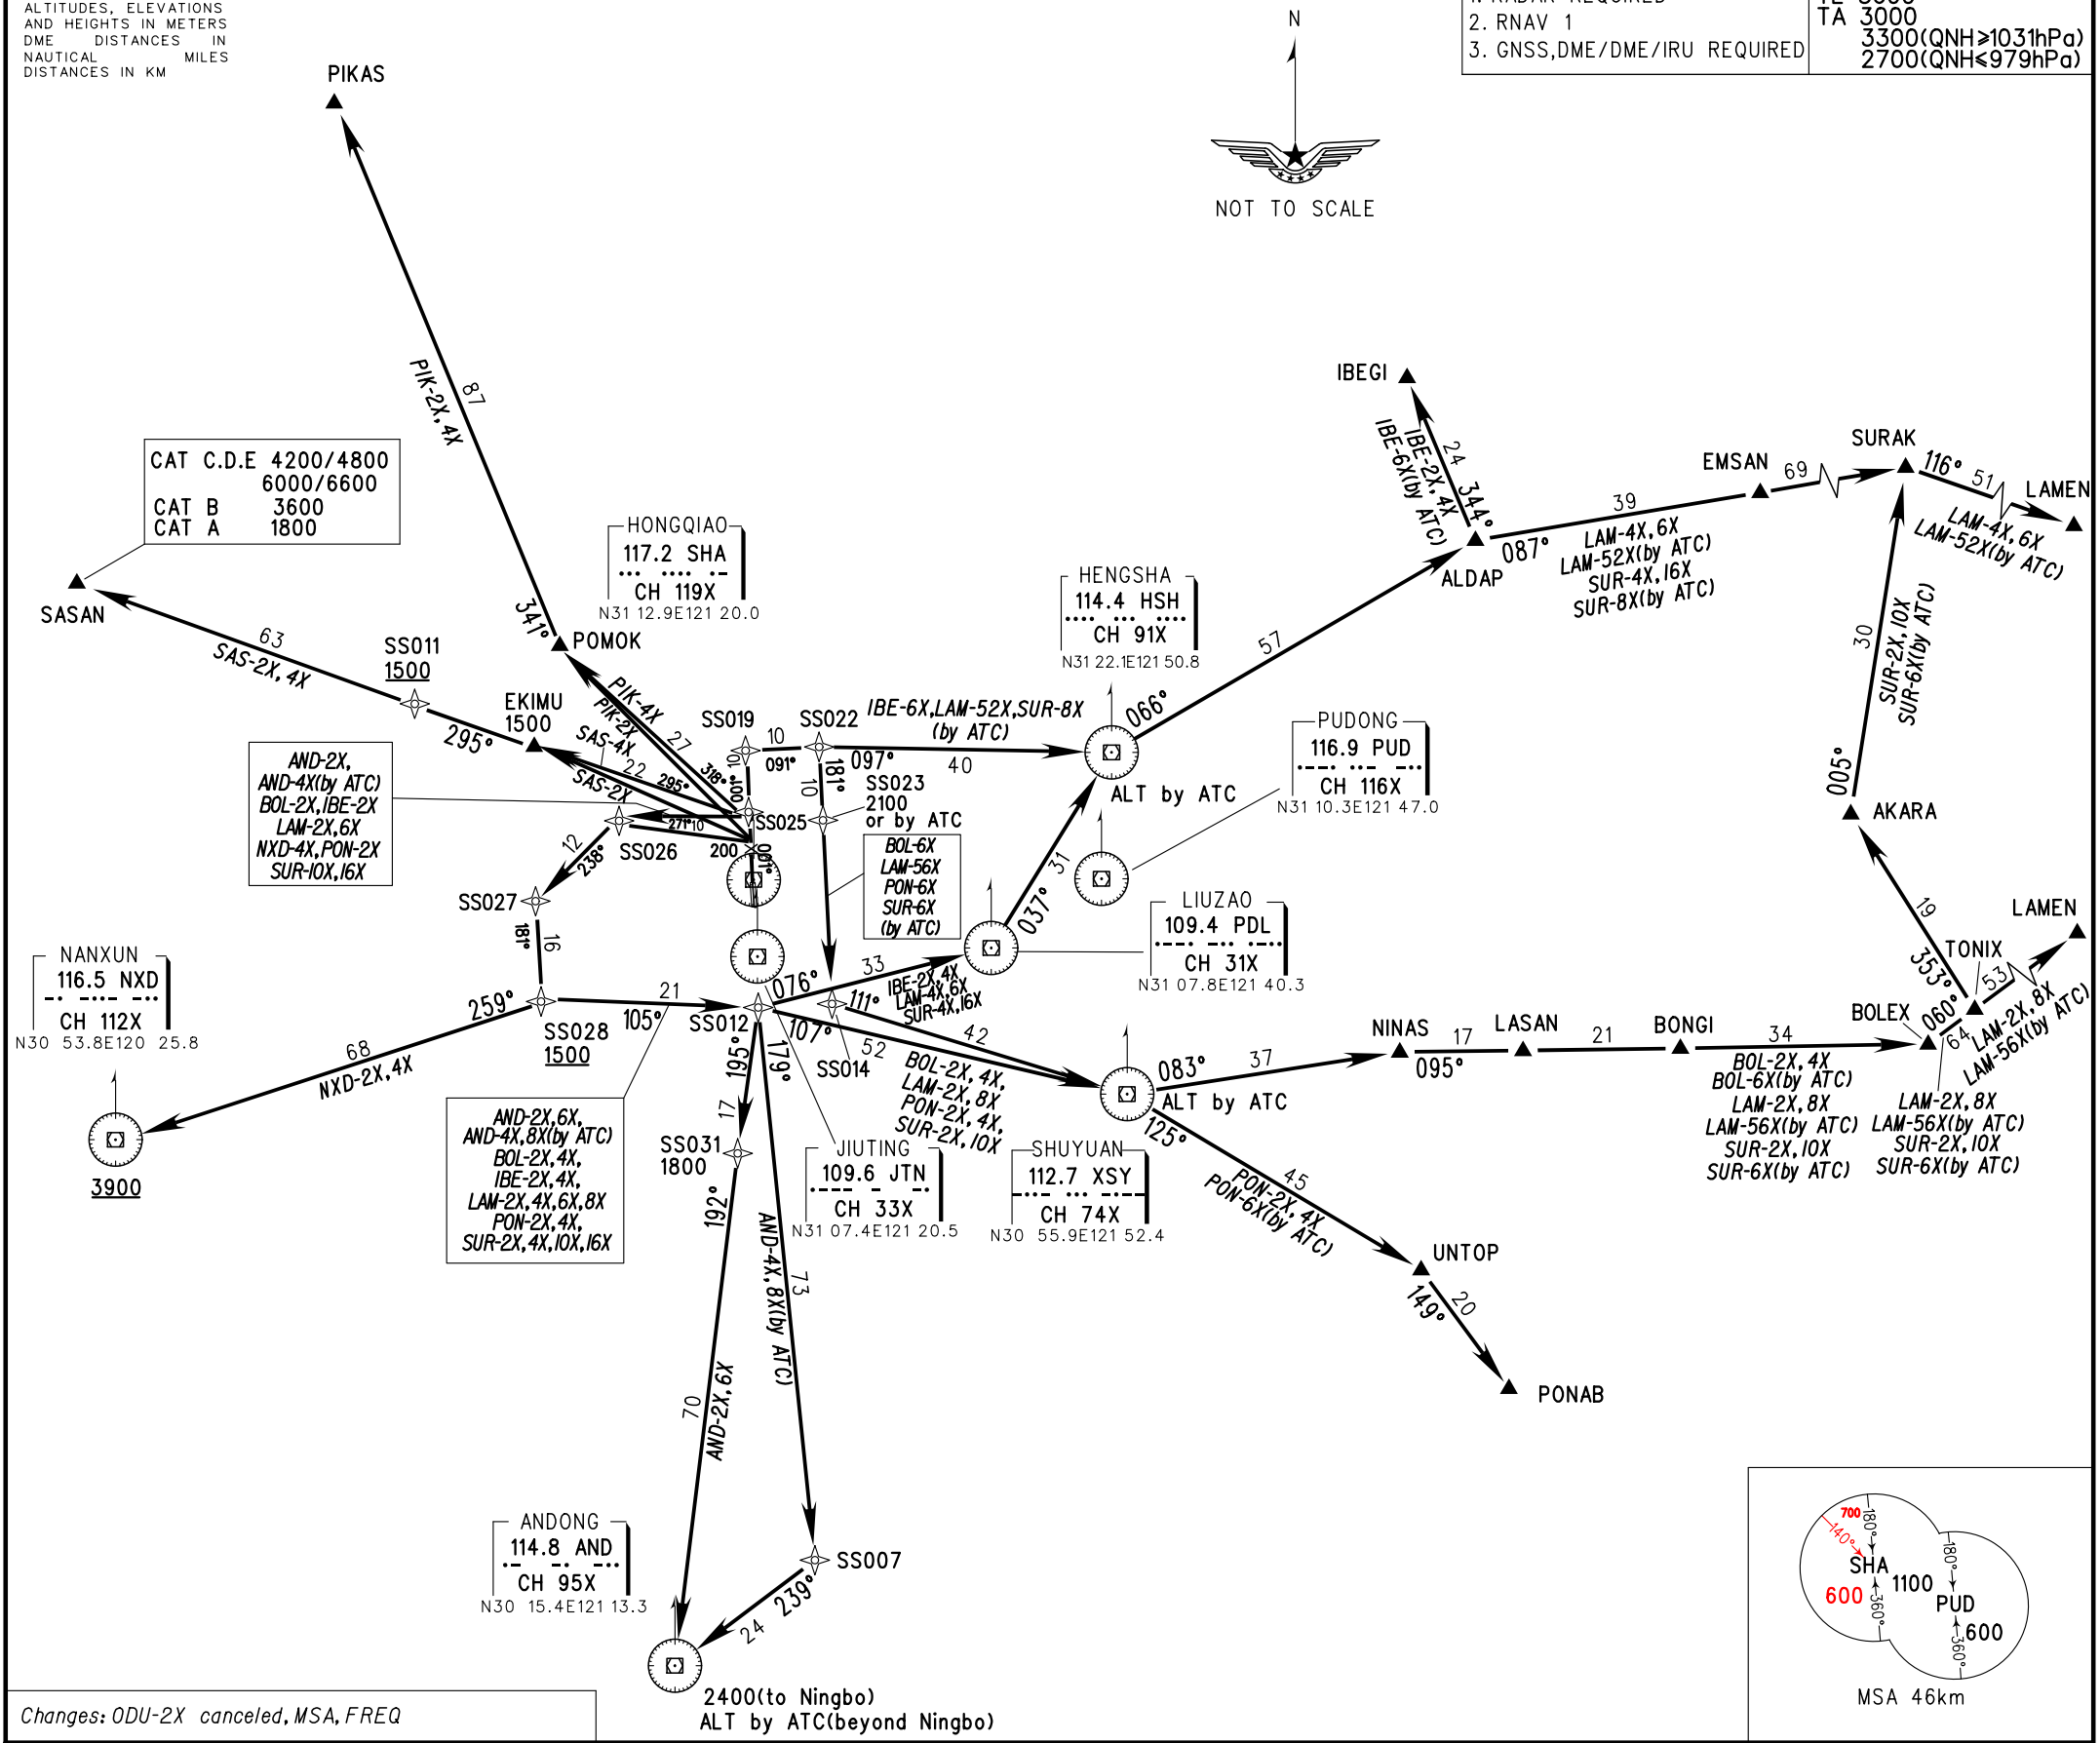 ALTITUDES, ELEVATIONS
AND HEIGHTS IN METERS
DME DISTANCES IN
NAUTICAL MILES
DISTANCES IN KM
1. RADAR REQUIRED
2. RNAV 1
3. GNSS,DME/DME/IRU REQUIRED
TL 3600
TA 3000
3300(QNH≥1031hPa)
2700(QNH≤979hPa)
N
NOT TO SCALE
PIKAS
87
PIK-2X,4X
341°
POMOK
CAT C.D.E 4200/4800
6000/6600
CAT B 3600
CAT A 1800
SASAN
63
SAS-2X,4X
SS011
1500
295°
EKIMU
1500
HONGQIAO
117.2 SHA
CH 119X
N31 12.9E121 20.0
PIK-4X
PIK-2X
27
318°
SAS-4X
22
295°
SAS-2X
SS019
10
091°
10
001°
SS022
IBE-6X,LAM-52X,SUR-8X
(by ATC)
097°
40
181°
10
SS023
2100
or by ATC
SS025
271°
10
200
001°
SS026
12
238°
SS027
181°
16
AND-2X,
AND-4X(by ATC)
BOL-2X,IBE-2X
LAM-2X,6X
NXD-4X,PON-2X
SUR-10X,16X
BOL-6X
LAM-56X
PON-6X
SUR-6X
(by ATC)
HENGSHA
114.4 HSH
CH 91X
N31 22.1E121 50.8
ALT by ATC
066°
57
PUDONG
116.9 PUD
CH 116X
N31 10.3E121 47.0
LIUZAO
109.4 PDL
CH 31X
N31 07.8E121 40.3
037°
31
IBEGI
24
344°
IBE-2X,4X
IBE-6X(by ATC)
ALDAP
087°
39
LAM-4X,6X
LAM-52X(by ATC)
SUR-4X,16X
SUR-8X(by ATC)
EMSAN
69
SURAK
116°
51
LAMEN
LAM-4X,6X
LAM-52X(by ATC)
30
SUR-2X,10X
SUR-6X(by ATC)
005°
AKARA
19
353°
TONIX
LAMEN
53
LAM-2X,8X
LAM-56X(by ATC)
BOLEX
060°
64
LAM-2X,8X
LAM-56X(by ATC)
SUR-2X,10X
SUR-6X(by ATC)
NANXUN
116.5 NXD
CH 112X
N30 53.8E120 25.8
3900
259°
68
NXD-2X,4X
SS028
1500
21
105°
SS012
076°
33
IBE-2X,4X
LAM-4X,6X
SUR-4X,16X
111°
42
SS014
107°
52
BOL-2X,4X,
LAM-2X,8X
PON-2X,4X,
SUR-2X,10X
AND-2X,6X,
AND-4X,8X(by ATC)
BOL-2X,4X,
IBE-2X,4X,
LAM-2X,4X,6X,8X
PON-2X,4X,
SUR-2X,4X,10X,16X
195°
179°
17
SS031
1800
192°
JIUTING
109.6 JTN
CH 33X
N31 07.4E121 20.5
SHUYUAN
112.7 XSY
CH 74X
N30 55.9E121 52.4
083°
37
ALT by ATC
125°
NINAS
17
095°
LASAN
21
BONGI
34
BOL-2X,4X
BOL-6X(by ATC)
LAM-2X,8X
LAM-56X(by ATC)
SUR-2X,10X
SUR-6X(by ATC)
45
PON-2X,4X
PON-6X(by ATC)
UNTOP
149°
20
PONAB
73
AND-4X,8X(by ATC)
70
AND-2X,6X
ANDONG
114.8 AND
CH 95X
N30 15.4E121 13.3
SS007
239°
24
2400(to Ningbo)
ALT by ATC(beyond Ningbo)
700
180°
140°
SHA
600
360°
1100
180°
PUD
600
360°
MSA 46km
Changes: ODU-2X canceled,MSA,FREQ